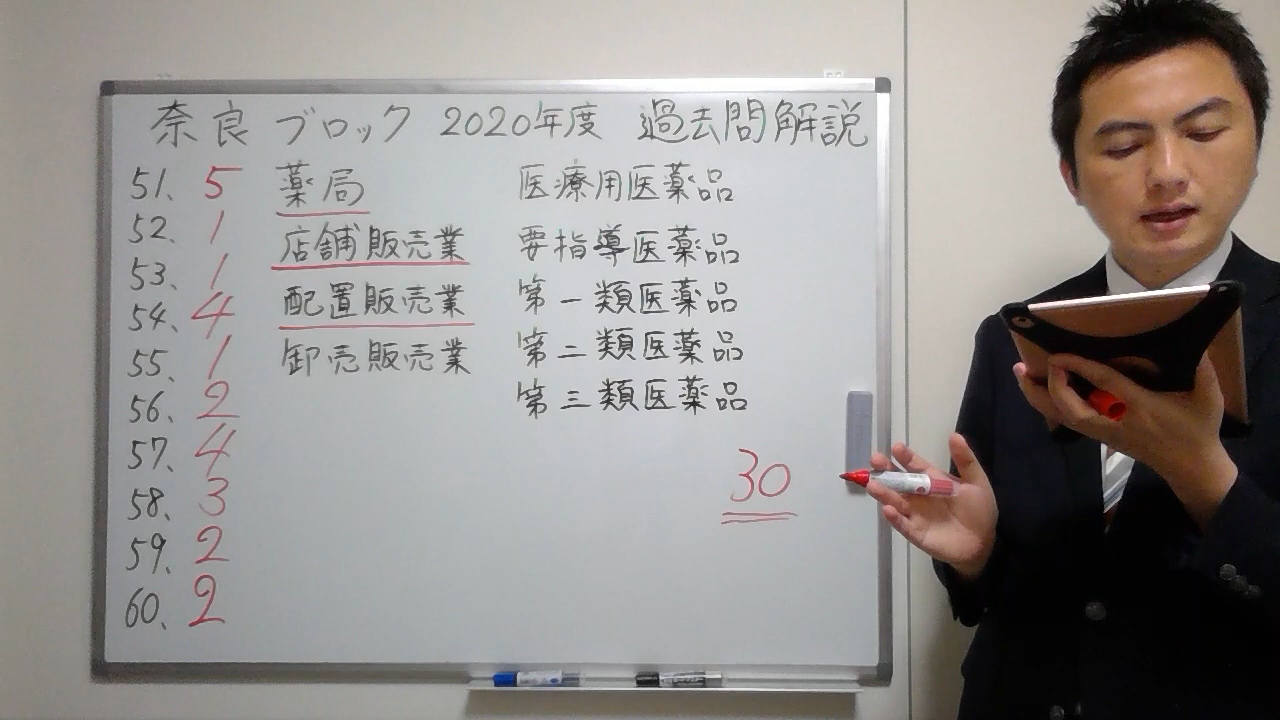 奈良ブロック 2020年度 過去問解説
51. 5 薬局 医療用医薬品
52. 1 店舗販売業 要指導医薬品
53. 1 配置販売業 第一類医薬品
54. 4 卸売販売業 第二類医薬品
55. 1 第三類医薬品
56. 2
57. 4 30
58. 3
59. 2
60. 2